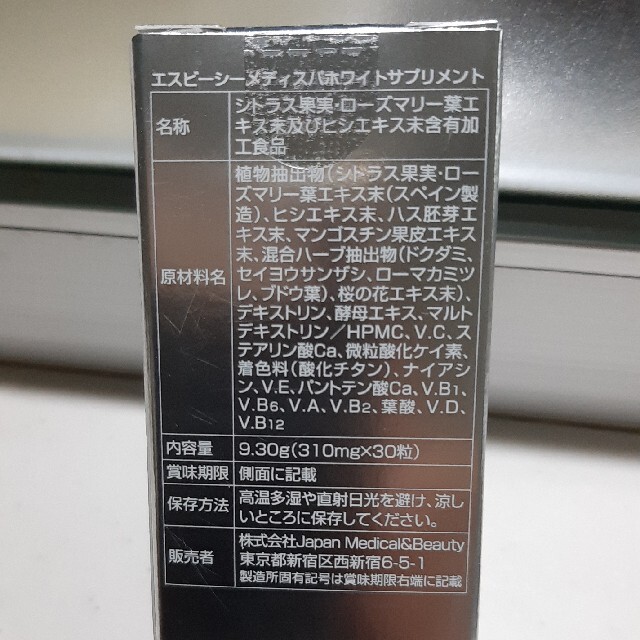 エスビーシーメディスパホワイトサプリメント
名称
シトラス果実・ローズマリー葉エ
キス末及びヒシエキス末含有加
工食品
原材料名
植物抽出物(シトラス果実・ロー
ズマリー葉エキス末(スペイン製
造)、ヒシエキス末、ハス胚芽エ
キス末、マンゴスチン果皮エキス
末、混合ハーブ抽出物(ドクダミ、
セイヨウサンザシ、ローマカミツ
レ、ブドウ葉)、桜の花エキス末)、
デキストリン、酵母エキス、マルト
デキストリン/HPMC、V.C、ス
テアリン酸Ca、微粒酸化ケイ素、
着色料(酸化チタン)、ナイアシ
ン、V.E、パントテン酸Ca、V.B1、
V.B6、V.A、V.B2、葉酸、V.D、
V.B12
内容量
9.30g(310mg×30粒)
賞味期限
側面に記載
保存方法
高温多湿や直射日光を避け、涼し
いところに保存してください。
販売者
株式会社Japan Medical&Beauty
東京都新宿区西新宿6-5-1
製造所固有記号は賞味期限右端に記載